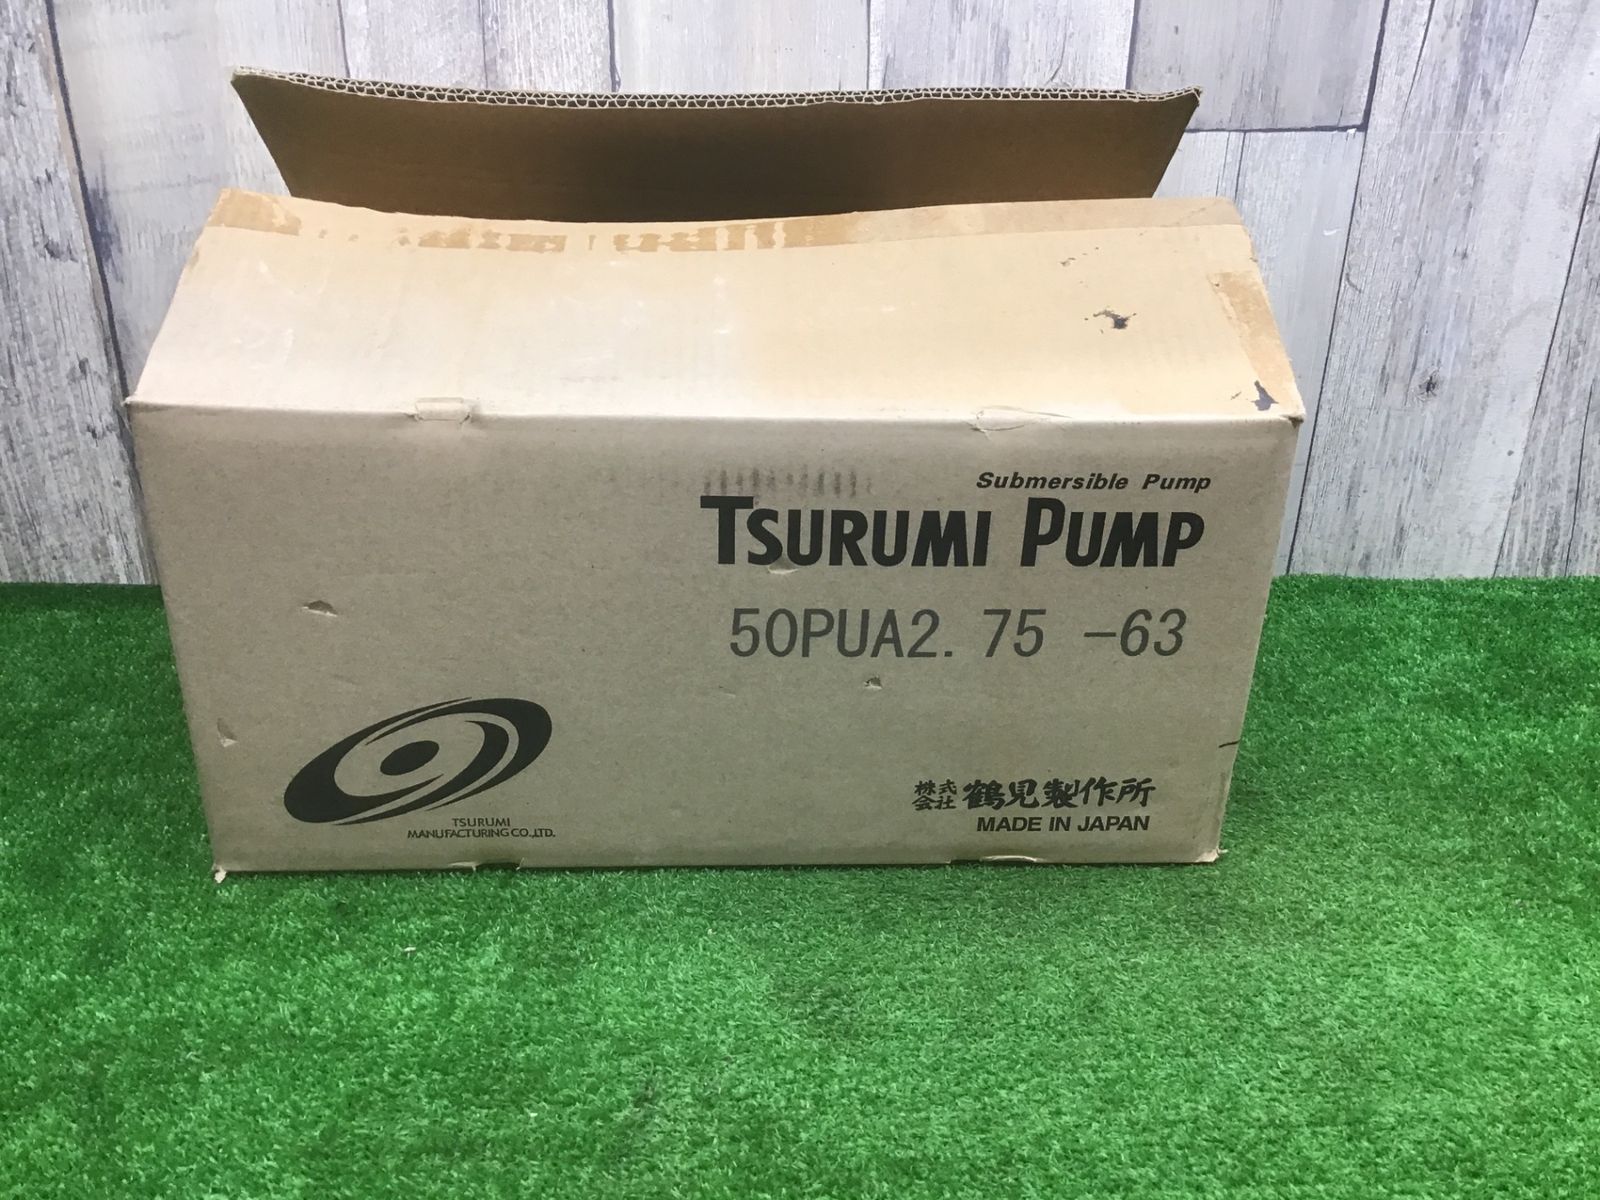 Submersible Pump
TSURUMI PUMP
50PUA2. 75 -63
TSURUMI
MANUFACTURING CO.,LTD.
株式会社 鶴見製作所
MADE IN JAPAN